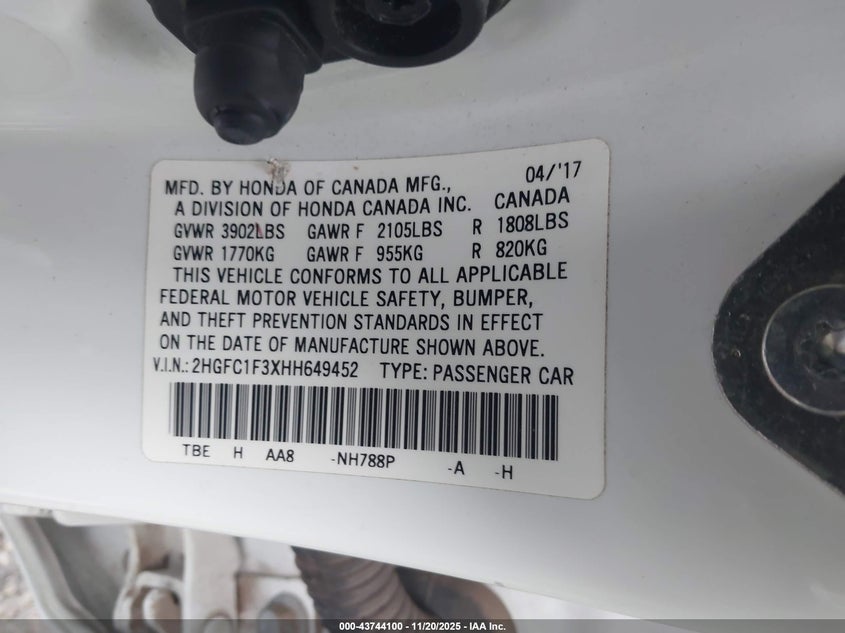 04/'17
MFD. BY HONDA OF CANADA MFG.,
A DIVISION OF HONDA CANADA INC. CANADA
GVWR 3902LBS GAWR F 2105LBS R 1808LBS
GVWR 1770KG GAWR F 955KG R 820KG
THIS VEHICLE CONFORMS TO ALL APPLICABLE
FEDERAL MOTOR VEHICLE SAFETY, BUMPER,
AND THEFT PREVENTION STANDARDS IN EFFECT
ON THE DATE OF MANUFACTURE SHOWN ABOVE.
V.I.N.: 2HGFC1F3XHH649452 TYPE: PASSENGER CAR
TBE H AA8 -NH788P -A -H
000-43744100 - 11/20/2025 - IAA Inc.